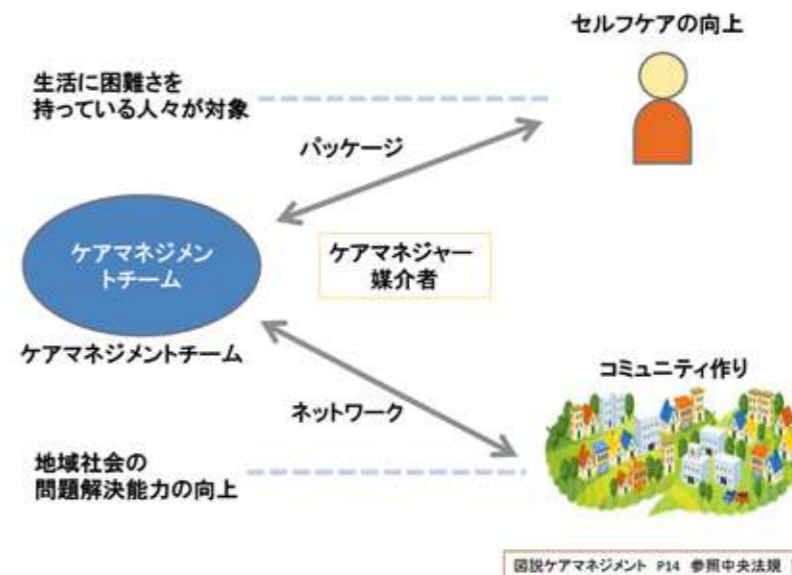 セルフケアの向上
生活に困難さを
持っている人々が対象
パッケージ
ケアマネジメン
トチーム
ケアマネジャー
媒介者
ケアマネジメントチーム
コミュニティ作り
ネットワーク
地域社会の
問題解決能力の向上
図説ケアマネジメント P14 参照中央法規